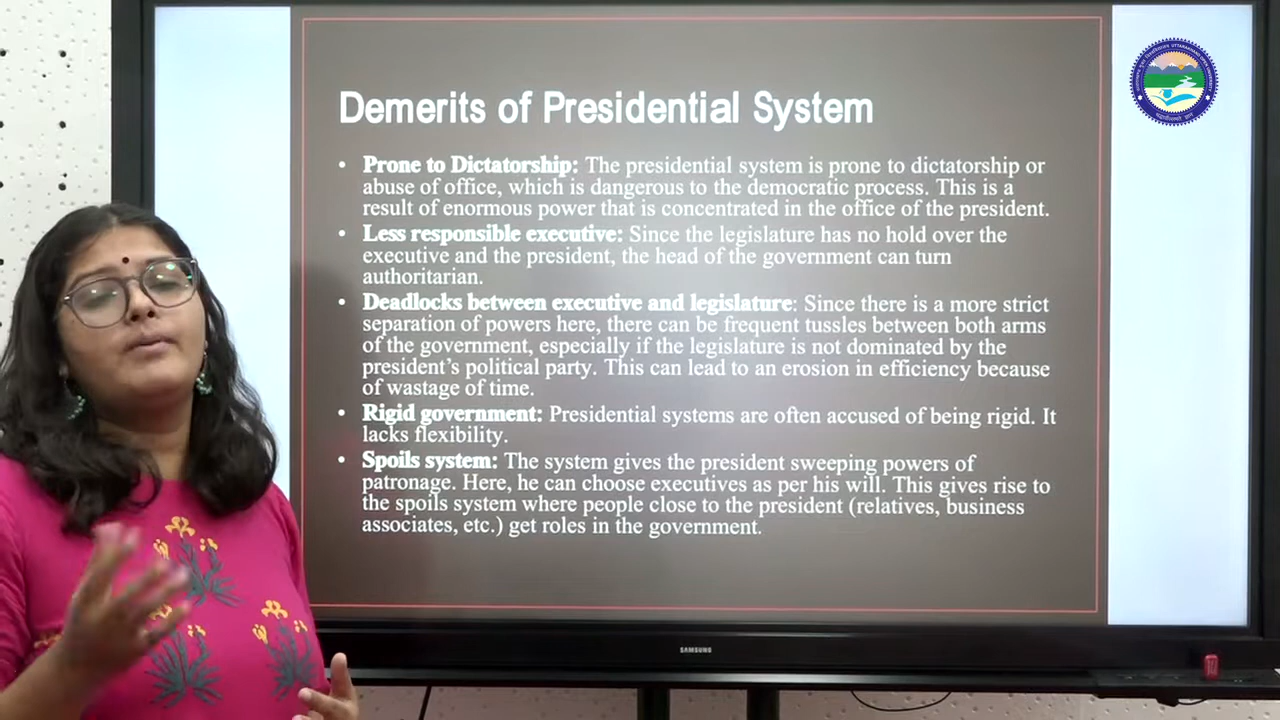 Demerits of Presidential System
• Prone to Dictatorship: The presidential system is prone to dictatorship or
abuse of office, which is dangerous to the democratic process. This is a
result of enormous power that is concentrated in the office of the president.
• Less responsible executive: Since the legislature has no hold over the
executive and the president, the head of the government can turn
authoritarian.
• Deadlocks between executive and legislature: Since there is a more strict
separation of powers here, there can be frequent tussles between both arms
of the government, especially if the legislature is not dominated by the
president's political party. This can lead to an erosion in efficiency because
of wastage of time.
• Rigid government: Presidential systems are often accused of being rigid. It
lacks flexibility.
• Spoils system: The system gives the president sweeping powers of
patronage. Here, he can choose executives as per his will. This gives rise to
the spoils system where people close to the president (relatives, business
associates, etc.) get roles in the government.
SAMSUNG